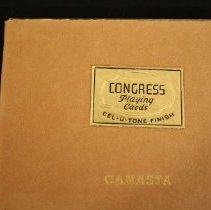 CONGRESS
Playing
Cards
CEL-U-TONE FINISH
CANASTA